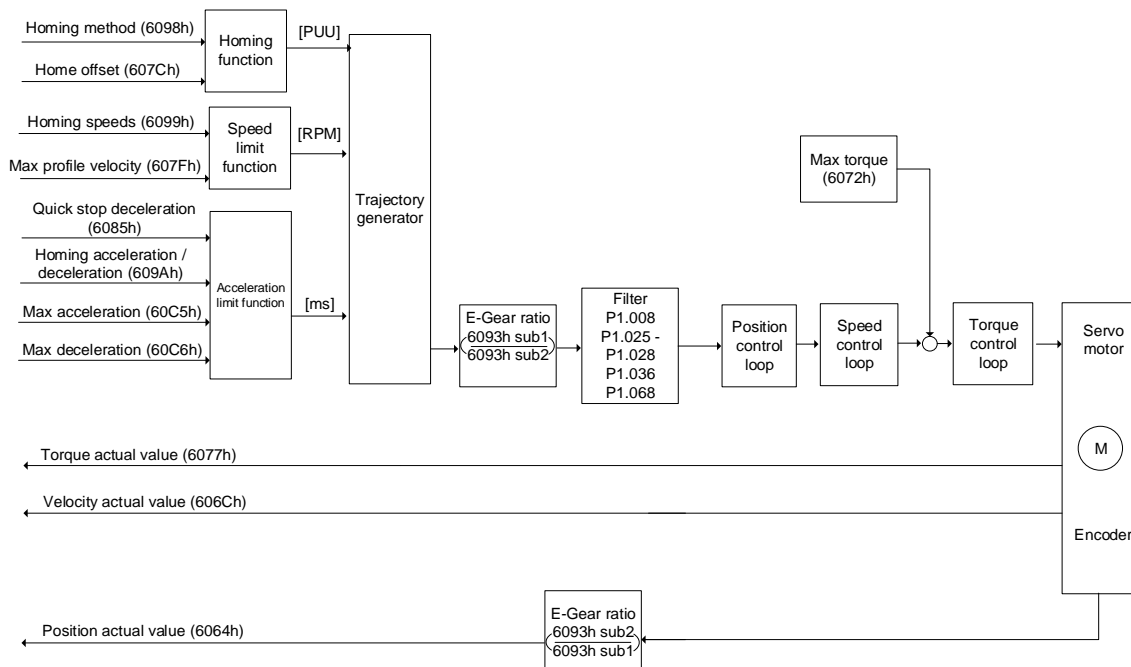 Homing method (6098h)
Home offset (607Ch)
Homing
function
[PUU]
Homing speeds (6099h)
Max profile velocity (607Fh)
Speed
limit
function
[RPM]
Quick stop deceleration
(6085h)
Homing acceleration /
deceleration (609Ah)
Max acceleration (60C5h)
Max deceleration (60C6h)
Acceleration
limit function
[ms]
Trajectory
generator
E-Gear ratio
(6093h sub1
6093h sub2)
Filter
P1.008
P1.025 -
P1.028
P1.036
P1.068
Position
control
loop
Speed
control
loop
Max torque
(6072h)
Torque
control
loop
Servo
motor
M
Encoder
Torque actual value (6077h)
Velocity actual value (606Ch)
Position actual value (6064h)
E-Gear ratio
(6093h sub2
6093h sub1)